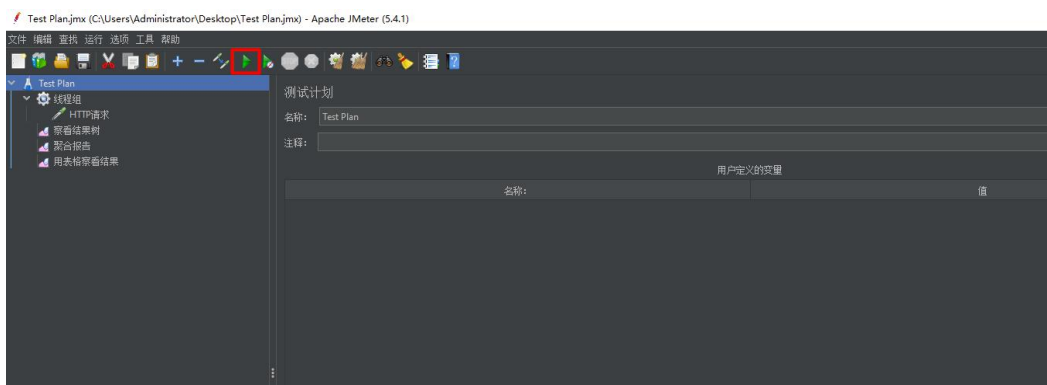 Test Plan.jmx (C:\Users\Administrator\Desktop\Test Plan.jmx) - Apache JMeter (5.4.1)
文件 编辑 查找 运行 选项 工具 帮助
Test Plan
线程组
HTTP请求
察看结果树
聚合报告
用表格察看结果
测试计划
名称: Test Plan
注释:
用户定义的变量
名称: 值